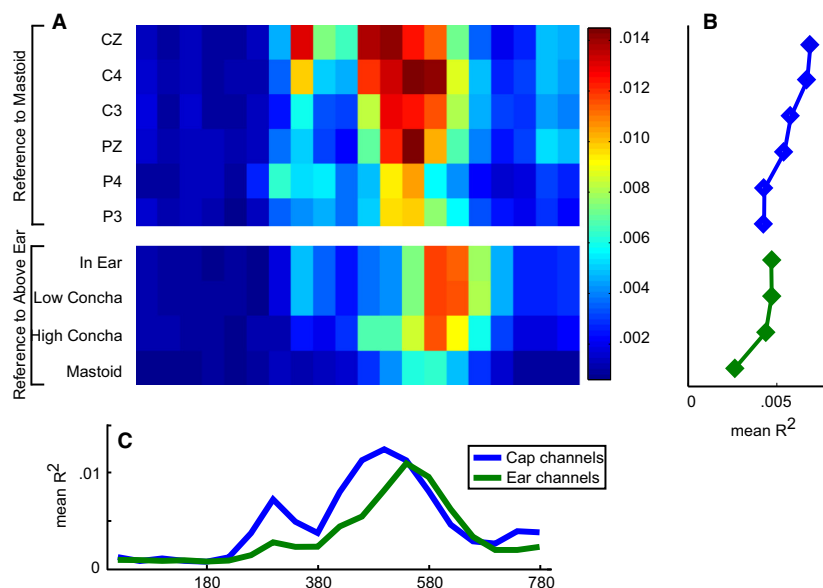 A
B
Reference to Mastoid
CZ
C4
C3
PZ
P4
P3
Reference to Above Ear
In Ear
Low Concha
High Concha
Mastoid
.014
.012
.010
.008
.006
.004
.002
0 .005
mean R2
C
mean R2
.01
0
Cap channels
Ear channels
180 380 580 780